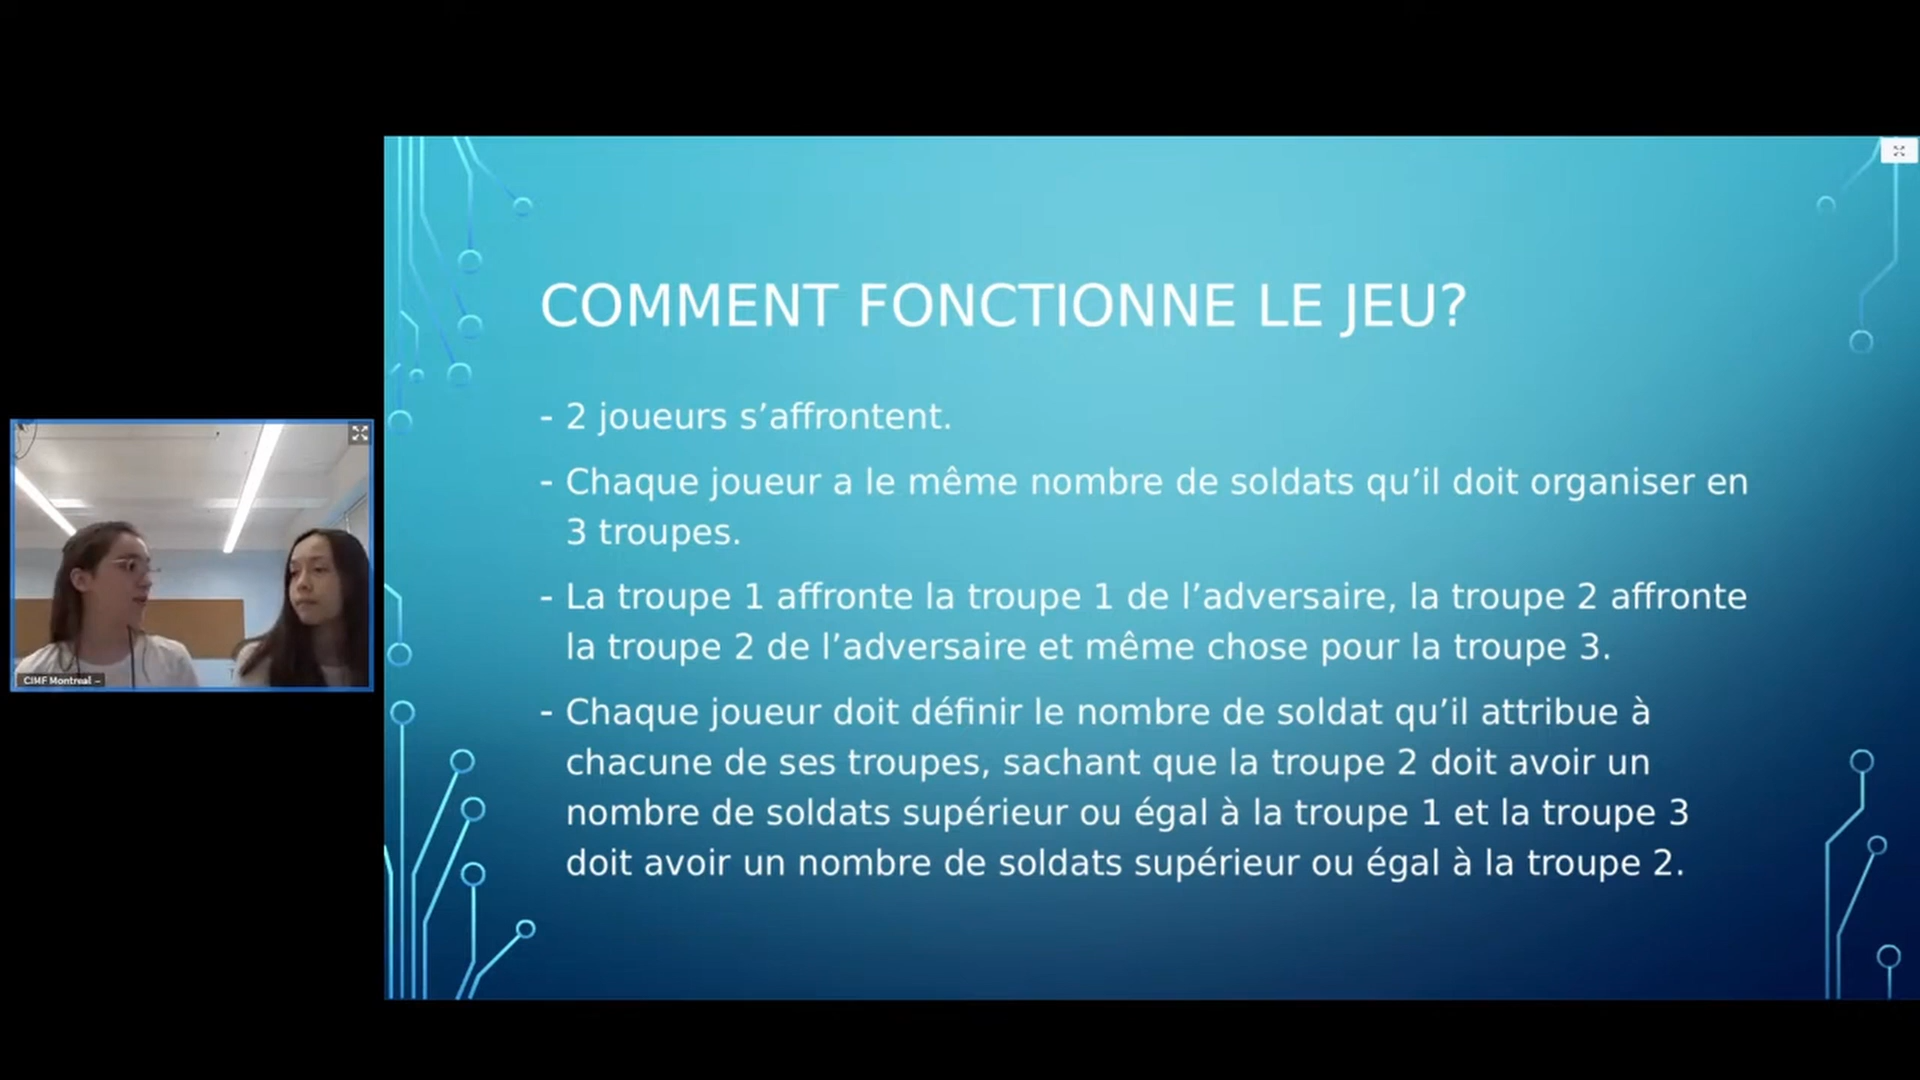 COMMENT FONCTIONNE LE JEU?
- 2 joueurs s’affrontent.
- Chaque joueur a le même nombre de soldats qu’il doit organiser en
3 troupes.
- La troupe 1 affronte la troupe 1 de l’adversaire, la troupe 2 affronte
la troupe 2 de l’adversaire et même chose pour la troupe 3.
- Chaque joueur doit définir le nombre de soldat qu’il attribue à
chacune de ses troupes, sachant que la troupe 2 doit avoir un
nombre de soldats supérieur ou égal à la troupe 1 et la troupe 3
doit avoir un nombre de soldats supérieur ou égal à la troupe 2.
CIMF Montreal –